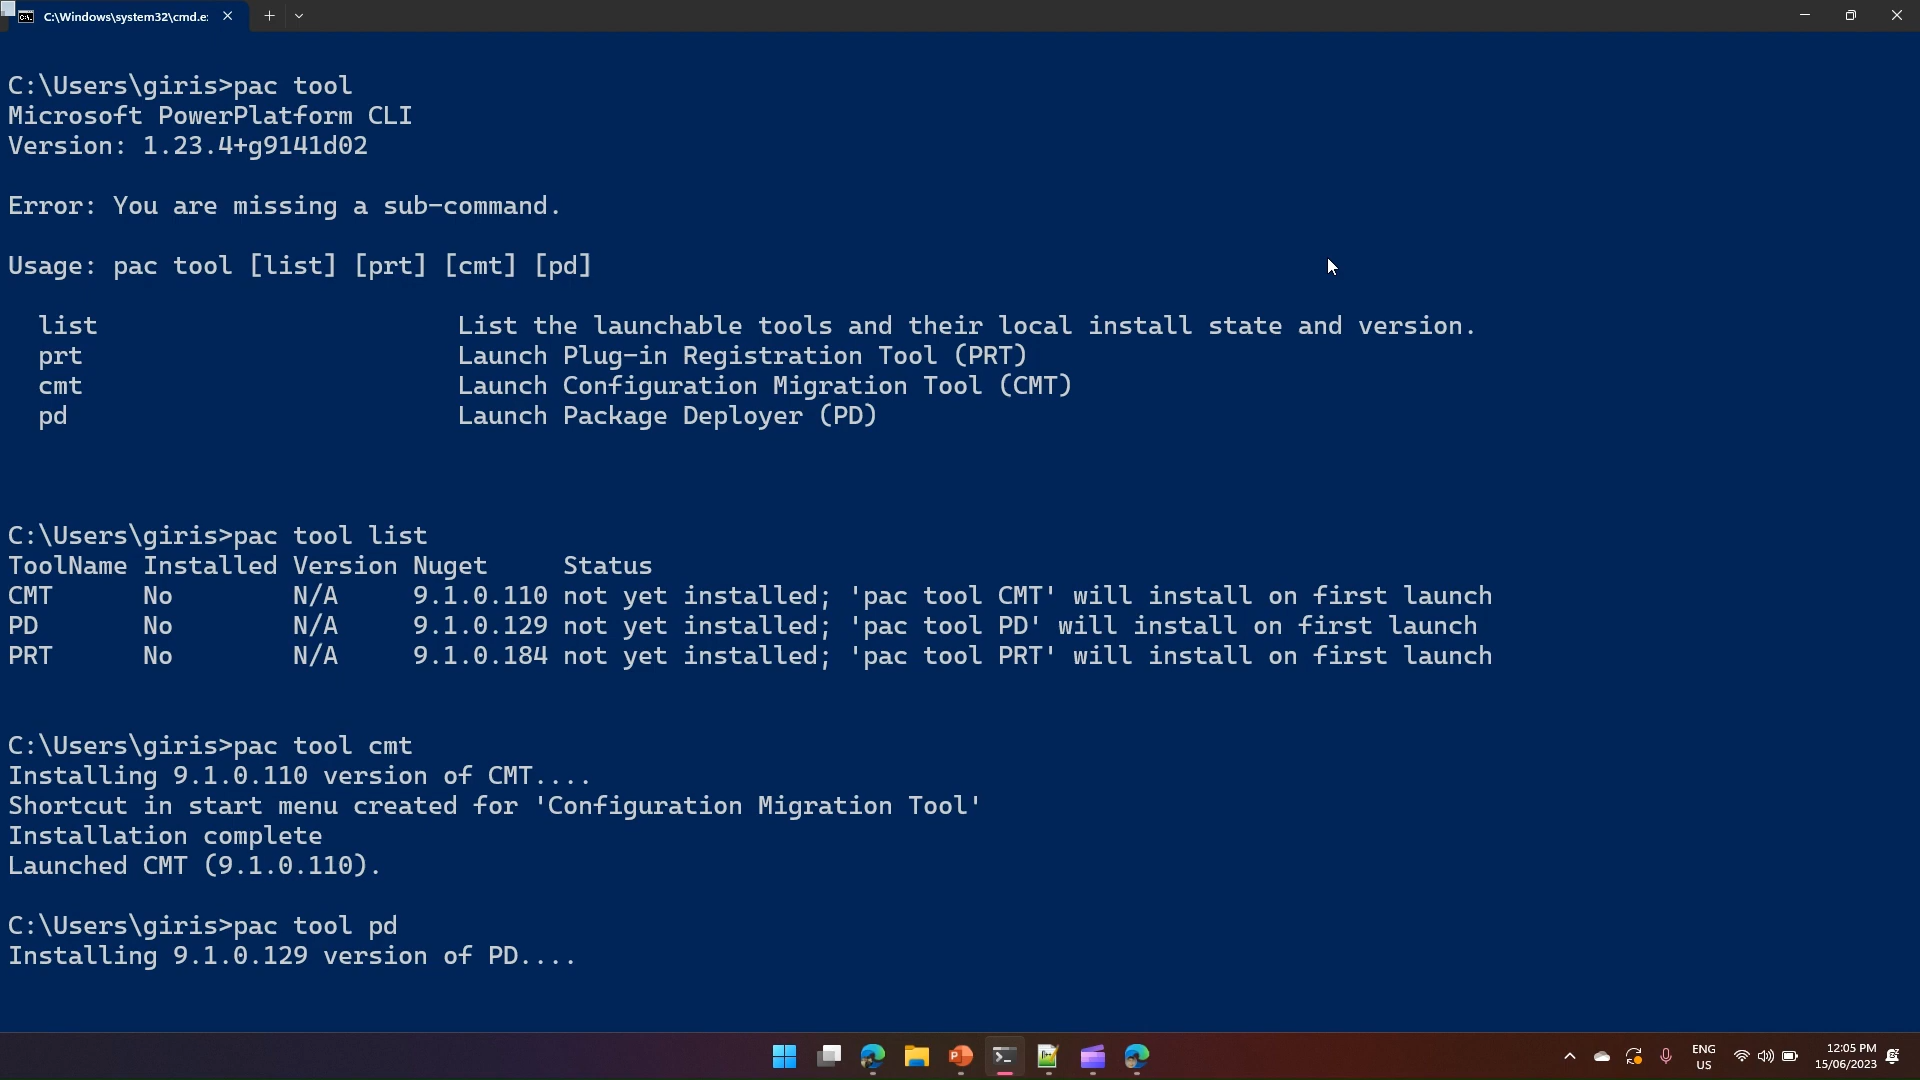 C:\Windows\system32\cmd.e:
C:\Users\giris>pac tool
Microsoft PowerPlatform CLI
Version: 1.23.4+g9141d02
Error: You are missing a sub-command.
Usage: pac tool [list] [prt] [cmt] [pd]
list List the launchable tools and their local install state and version.
prt Launch Plug-in Registration Tool (PRT)
cmt Launch Configuration Migration Tool (CMT)
pd Launch Package Deployer (PD)
C:\Users\giris>pac tool list
ToolName Installed Version Nuget Status
CMT No N/A 9.1.0.110 not yet installed; 'pac tool CMT' will install on first launch
PD No N/A 9.1.0.129 not yet installed; 'pac tool PD' will install on first launch
PRT No N/A 9.1.0.184 not yet installed; 'pac tool PRT' will install on first launch
C:\Users\giris>pac tool cmt
Installing 9.1.0.110 version of CMT....
Shortcut in start menu created for 'Configuration Migration Tool'
Installation complete
Launched CMT (9.1.0.110).
C:\Users\giris>pac tool pd
Installing 9.1.0.129 version of PD....
ENG
US
12:05 PM
15/06/2023